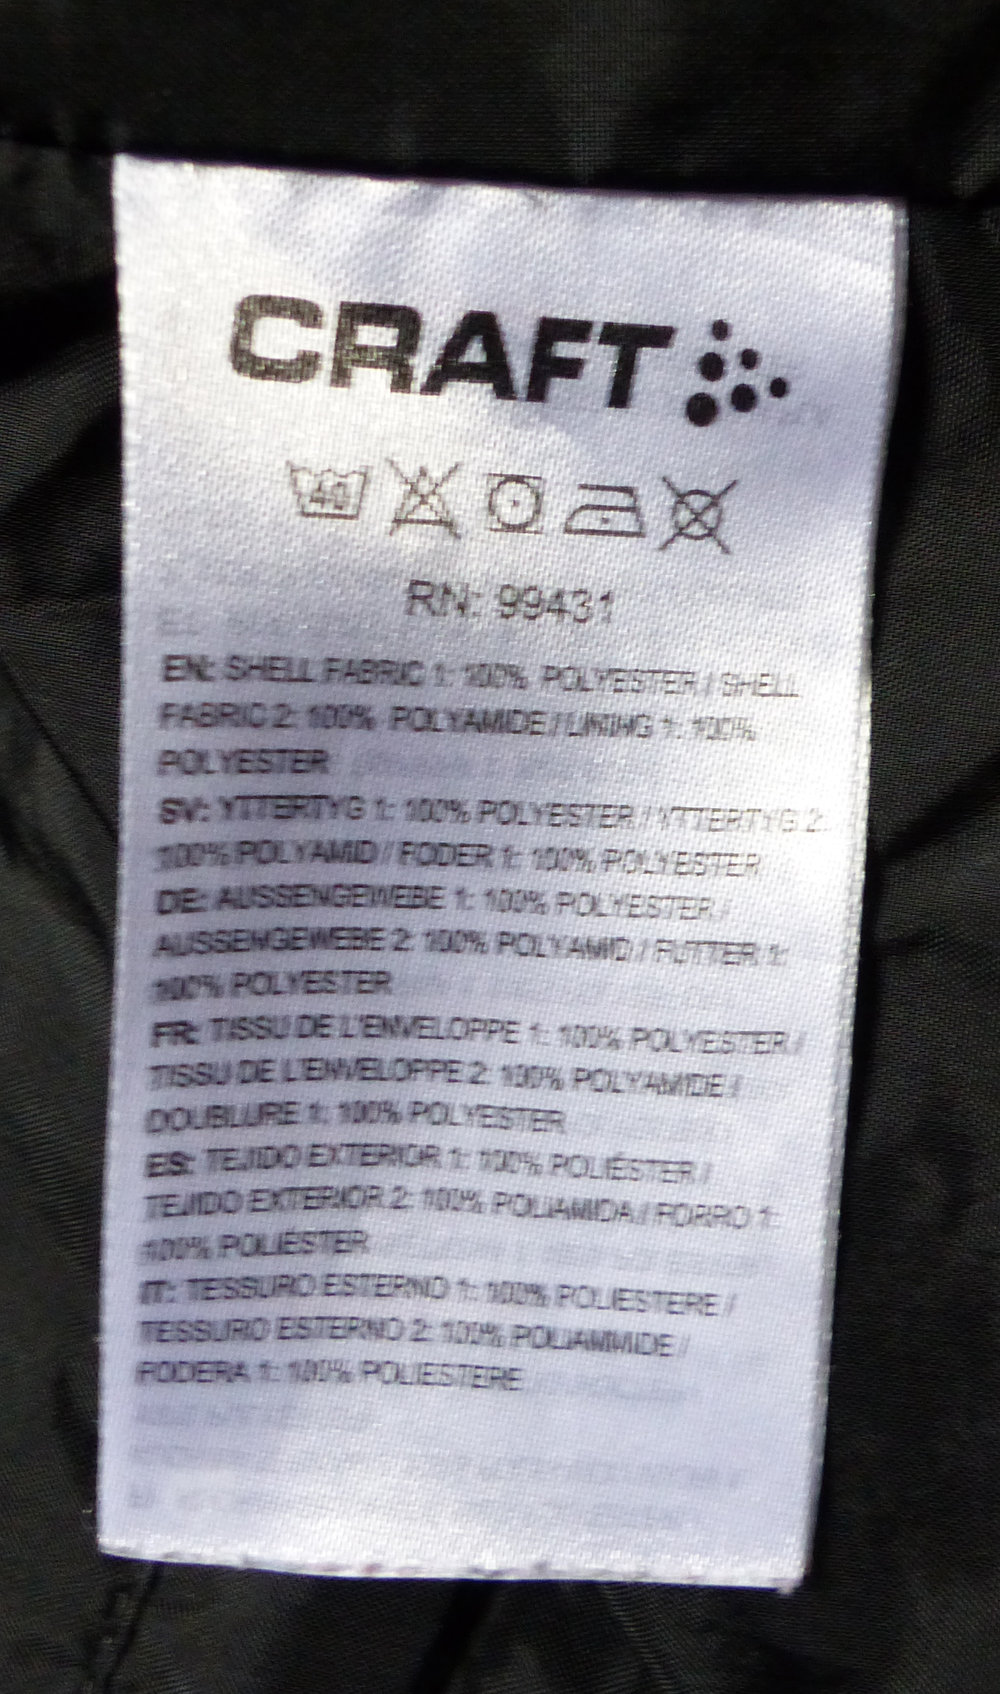 CRAFT
40
RN: 99431
EN: SHELL FABRIC 1: 100% POLYESTER / SHELL
FABRIC 2: 100% POLYAMIDE / LINING 1: 100%
POLYESTER
SV: YTTERTYG 1: 100% POLYESTER / YTTERTYG 2:
100% POLYAMID / FODER 1: 100% POLYESTER
DE: AUSSENGEWEBE 1: 100% POLYESTER /
AUSSENGEWEBE 2: 100% POLYAMID / FUTTER 1:
100% POLYESTER
FR: TISSU DE L'ENVELOPPE 1: 100% POLYESTER /
TISSU DE L'ENVELOPPE 2: 100% POLYAMIDE /
DOUBLURE 1: 100% POLYESTER
ES: TEJIDO EXTERIOR 1: 100% POLIÉSTER /
TEJIDO EXTERIOR 2: 100% POLIAMIDA / FORRO 1:
100% POLIÉSTER
IT: TESSURO ESTERNO 1: 100% POLIESTERE /
TESSURO ESTERNO 2: 100% POLIAMMIDE /
FODERA 1: 100% POLIESTERE